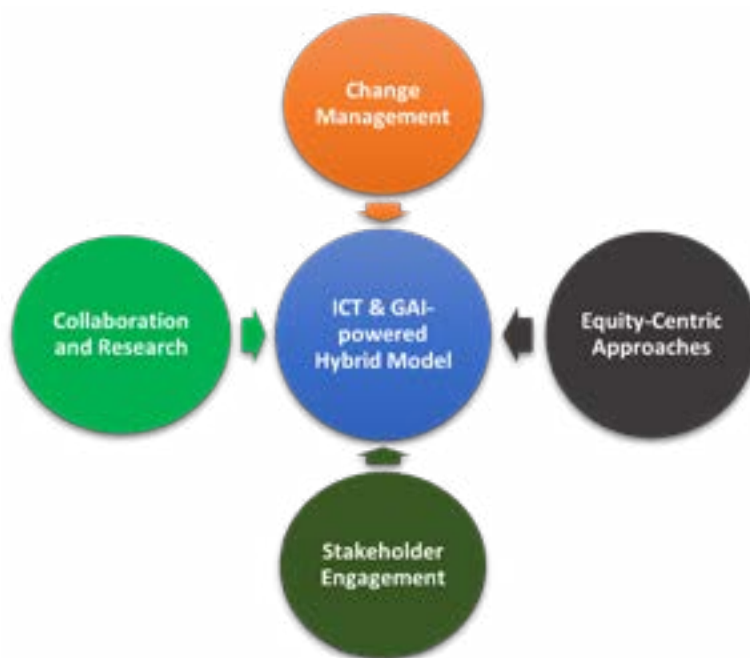 Change
Management
Collaboration
and Research
ICT & GAI-
powered
Hybrid Model
Equity-Centric
Approaches
Stakeholder
Engagement